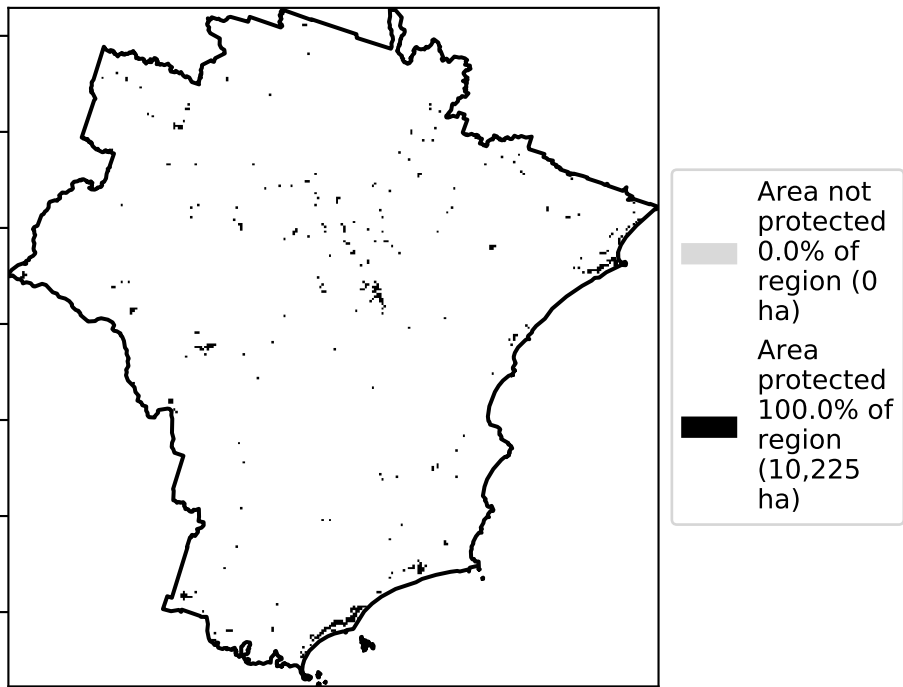 Area not
protected
0.0% of
region (0
ha)
Area
protected
100.0% of
region
(10,225
ha)